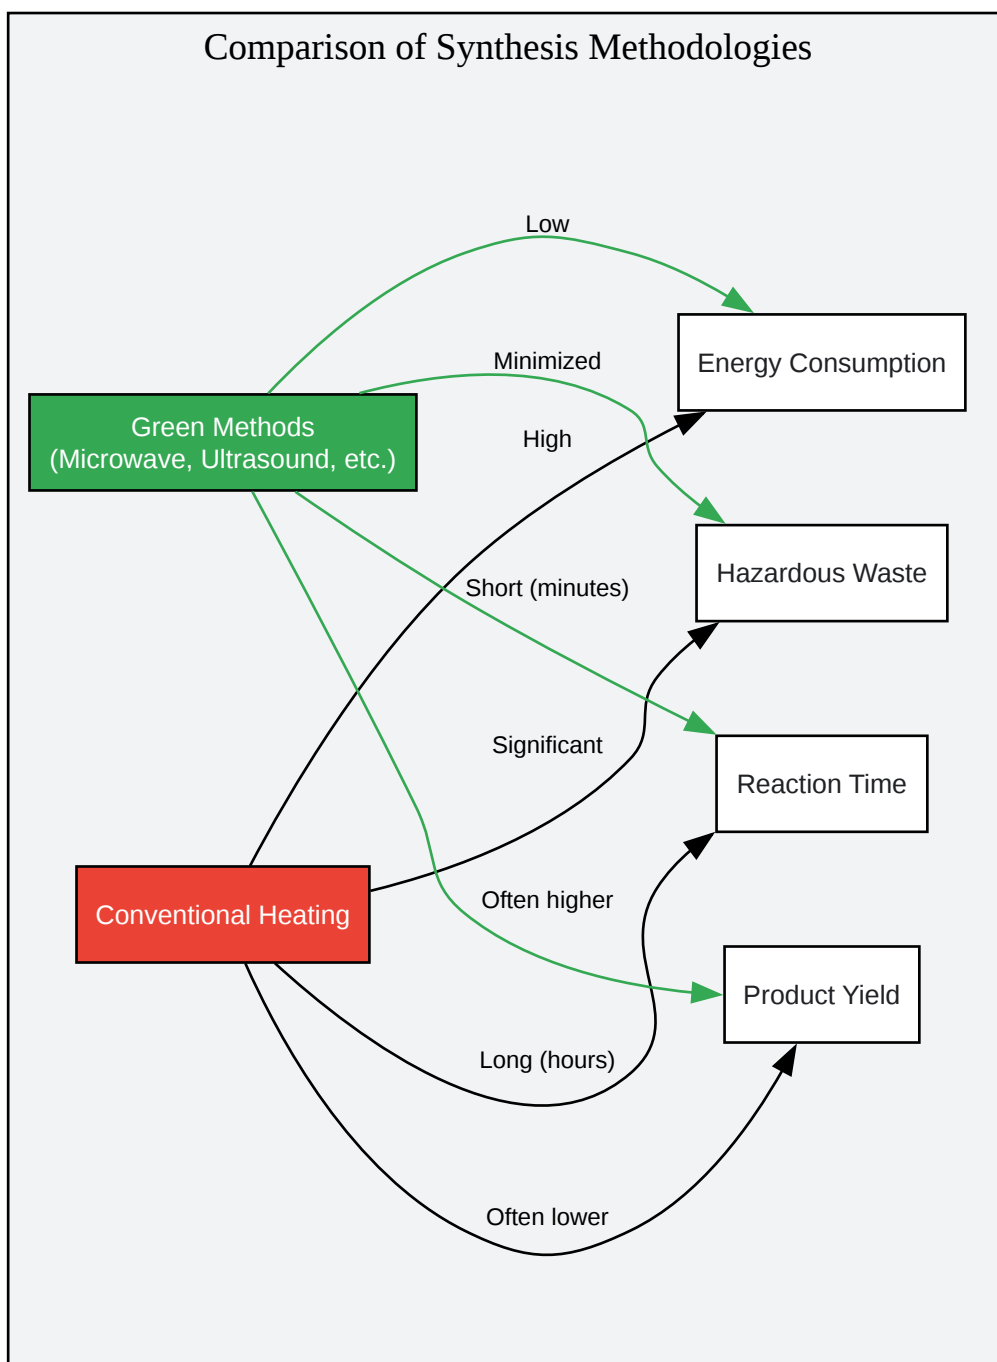 Comparison of Synthesis Methodologies
Low
Minimized
Energy Consumption
Green Methods
(Microwave, Ultrasound, etc.)
High
Hazardous Waste
Short (minutes)
Significant
Reaction Time
Conventional Heating
Often higher
Product Yield
Long (hours)
Often lower